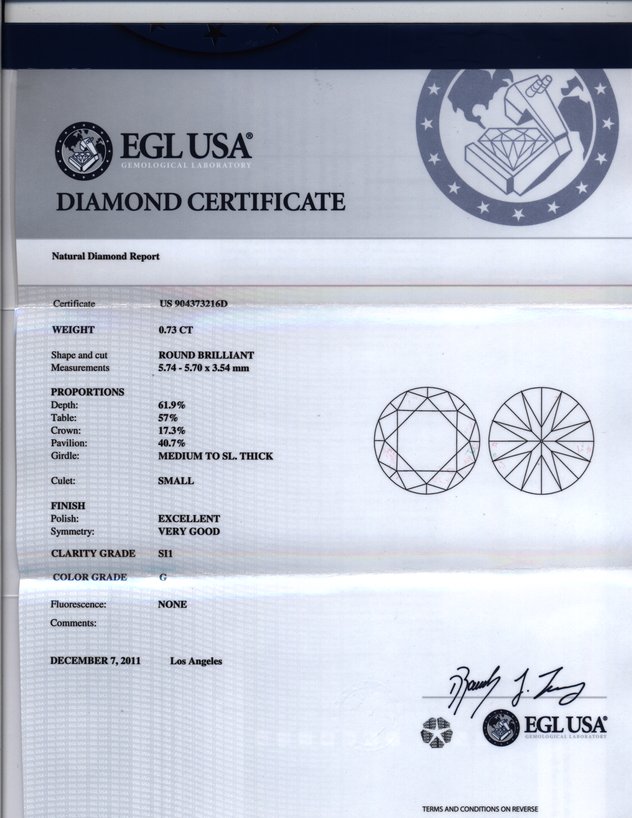 EGL USA®
GEMOLOGICAL LABORATORY
DIAMOND CERTIFICATE
Natural Diamond Report
Certificate US 904373216D
WEIGHT 0.73 CT
Shape and cut ROUND BRILLIANT
Measurements 5.74 - 5.70 x 3.54 mm
PROPORTIONS
Depth: 61.9%
Table: 57%
Crown: 17.3%
Pavilion: 40.7%
Girdle: MEDIUM TO SL. THICK
Culet: SMALL
FINISH
Polish: EXCELLENT
Symmetry: VERY GOOD
CLARITY GRADE SI1
COLOR GRADE G
Fluorescence: NONE
Comments:
DECEMBER 7, 2011 Los Angeles
EGL USA®
GEMOLOGICAL LABORATORY
TERMS AND CONDITIONS ON REVERSE